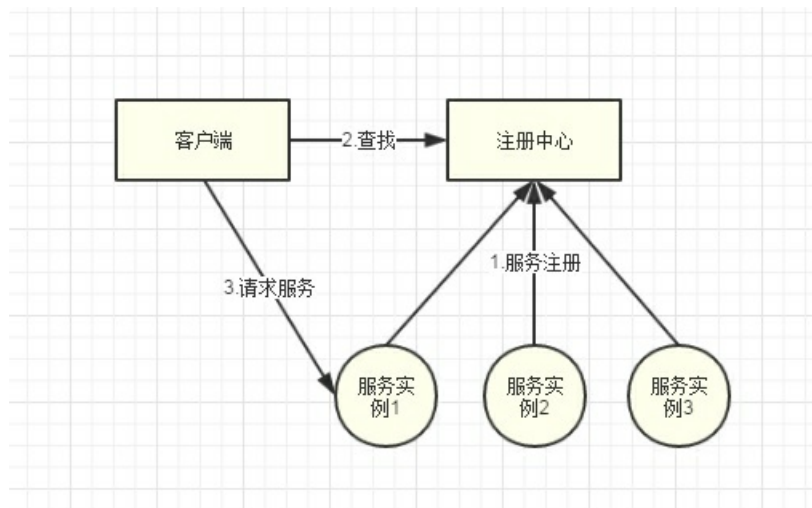 客户端
2.查找
注册中心
1.服务注册
3.请求服务
服务实
例1
服务实
例2
服务实
例3